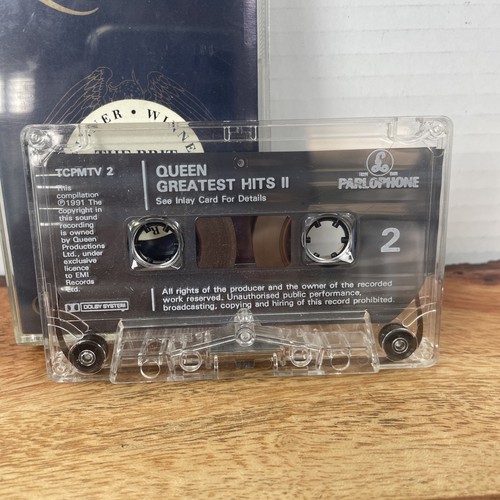 ER • WINNE
TCPMTV 2
This
compilation
℗1991 The
copyright in
this sound
recording
is owned
by Queen
Productions
Ltd., under
exclusive
licence
to EMI
Records
Ltd.
DOLBY SYSTEM
QUEEN
GREATEST HITS II
See Inlay Card For Details
PARLOPHONE
2
All rights of the producer and the owner of the recorded
work reserved. Unauthorised public performance,
broadcasting, copying and hiring of this record prohibited